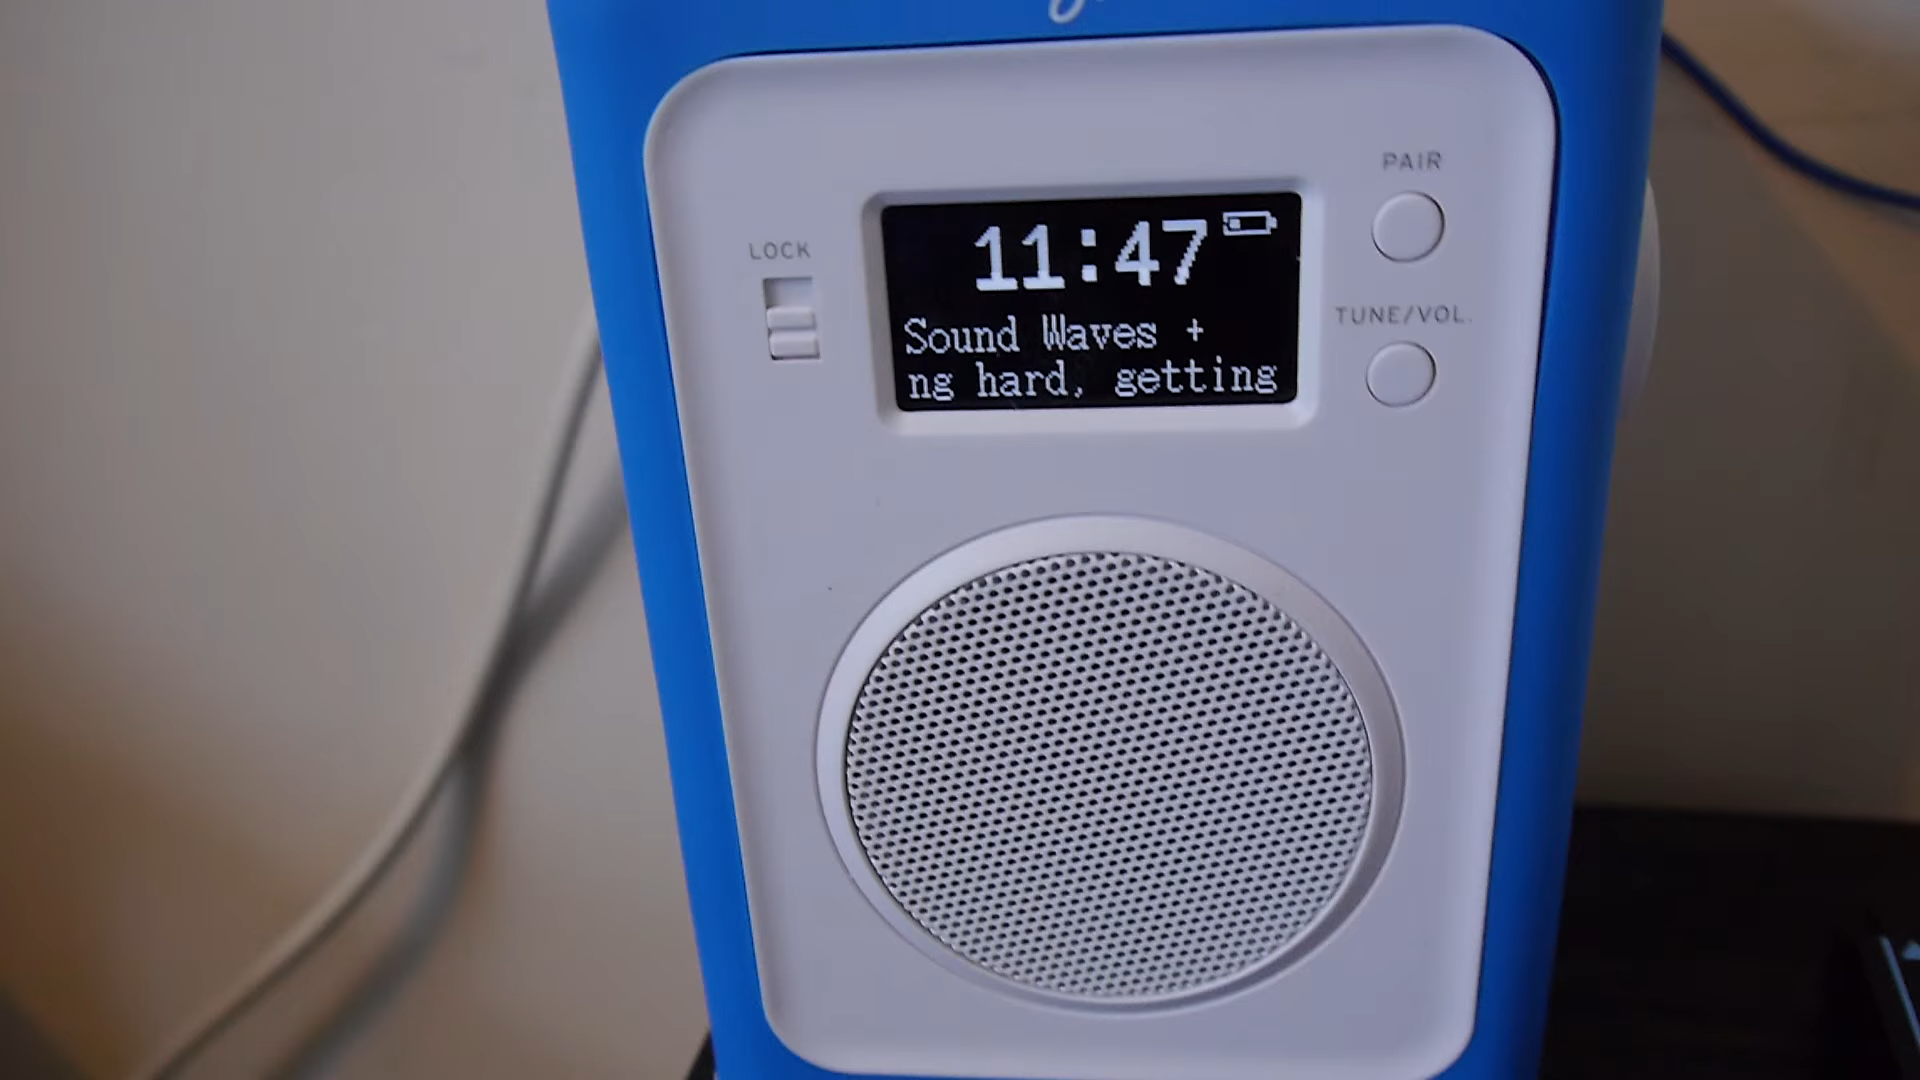 PAIR
LOCK
11:47
TUNE/VOL.
Sound Waves +
ng hard, getting